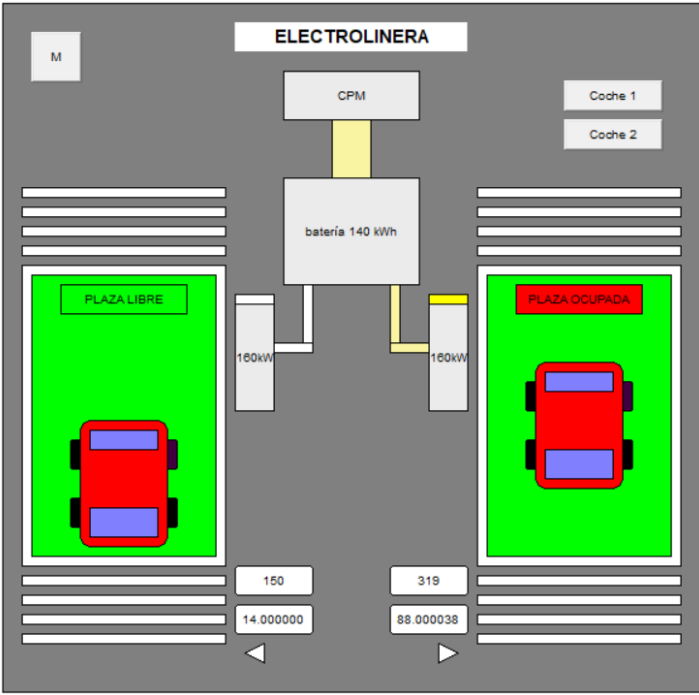 ELECTROLINERA
M
CPM
Coche 1
Coche 2
batería 140 kWh
PLAZA LIBRE
PLAZA OCUPADA
160kW
160kW
150
319
14.000000
88.000038